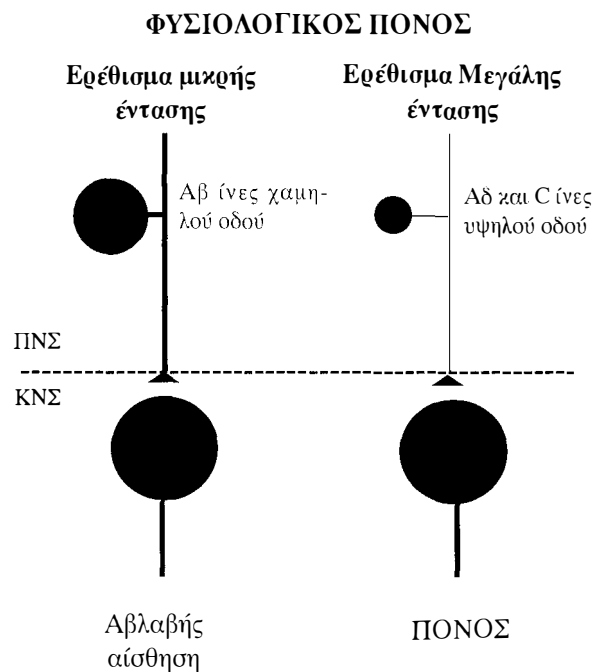 ΦΥΣΙΟΛΟΓΙΚΟΣ ΠΟΝΟΣ
Ερέθισμα μικρής
έντασης
Ερέθισμα Μεγάλης
έντασης
Αβ ίνες χαμη-
λού οδού
Αδ και C ίνες
υψηλού οδού
ΠΝΣ
ΚΝΣ
Αβλαβής
αίσθηση
ΠΟΝΟΣ